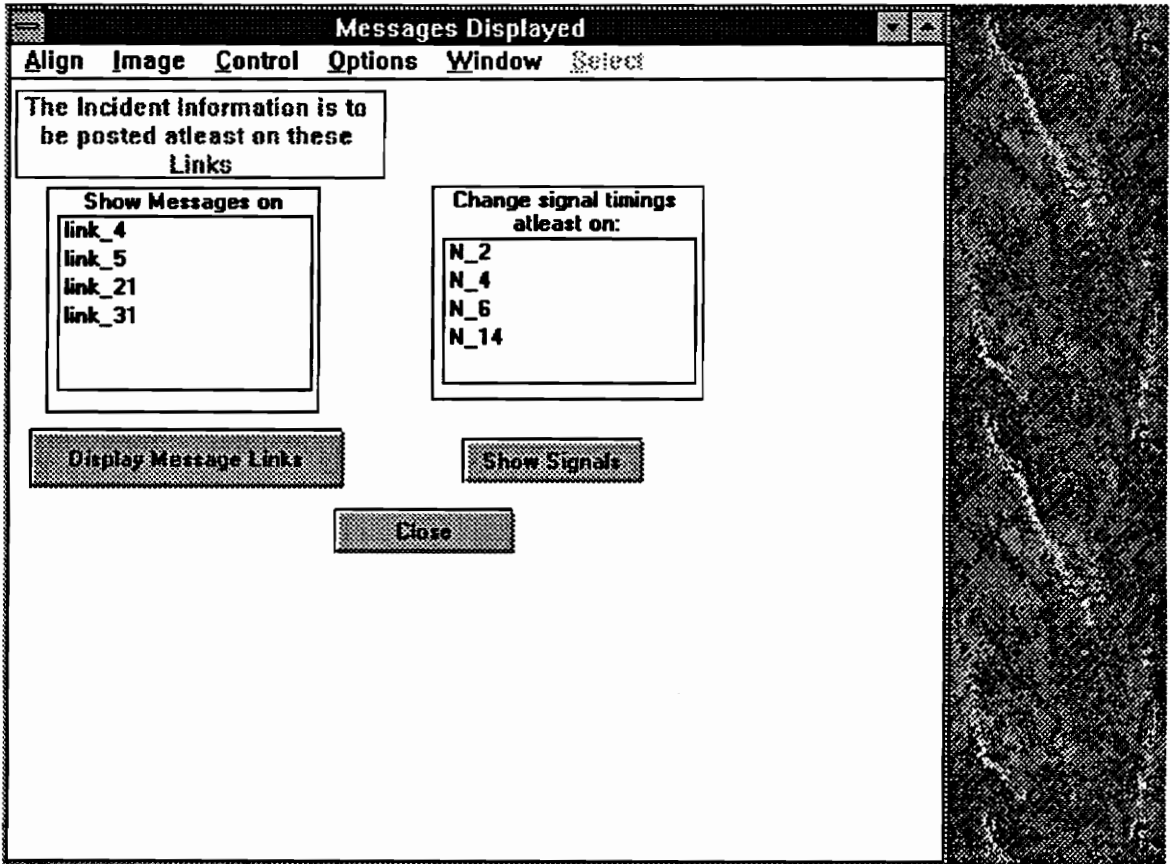 Messages Displayed
Align Image Control Options Window Select
The Incident Information is to
be posted atleast on these
Links
Show Messages on
link_4
link_5
link_21
link_31
Change signal timings
atleast on:
N_2
N_4
N_6
N_14
Display Message Links
Show Signals
Close